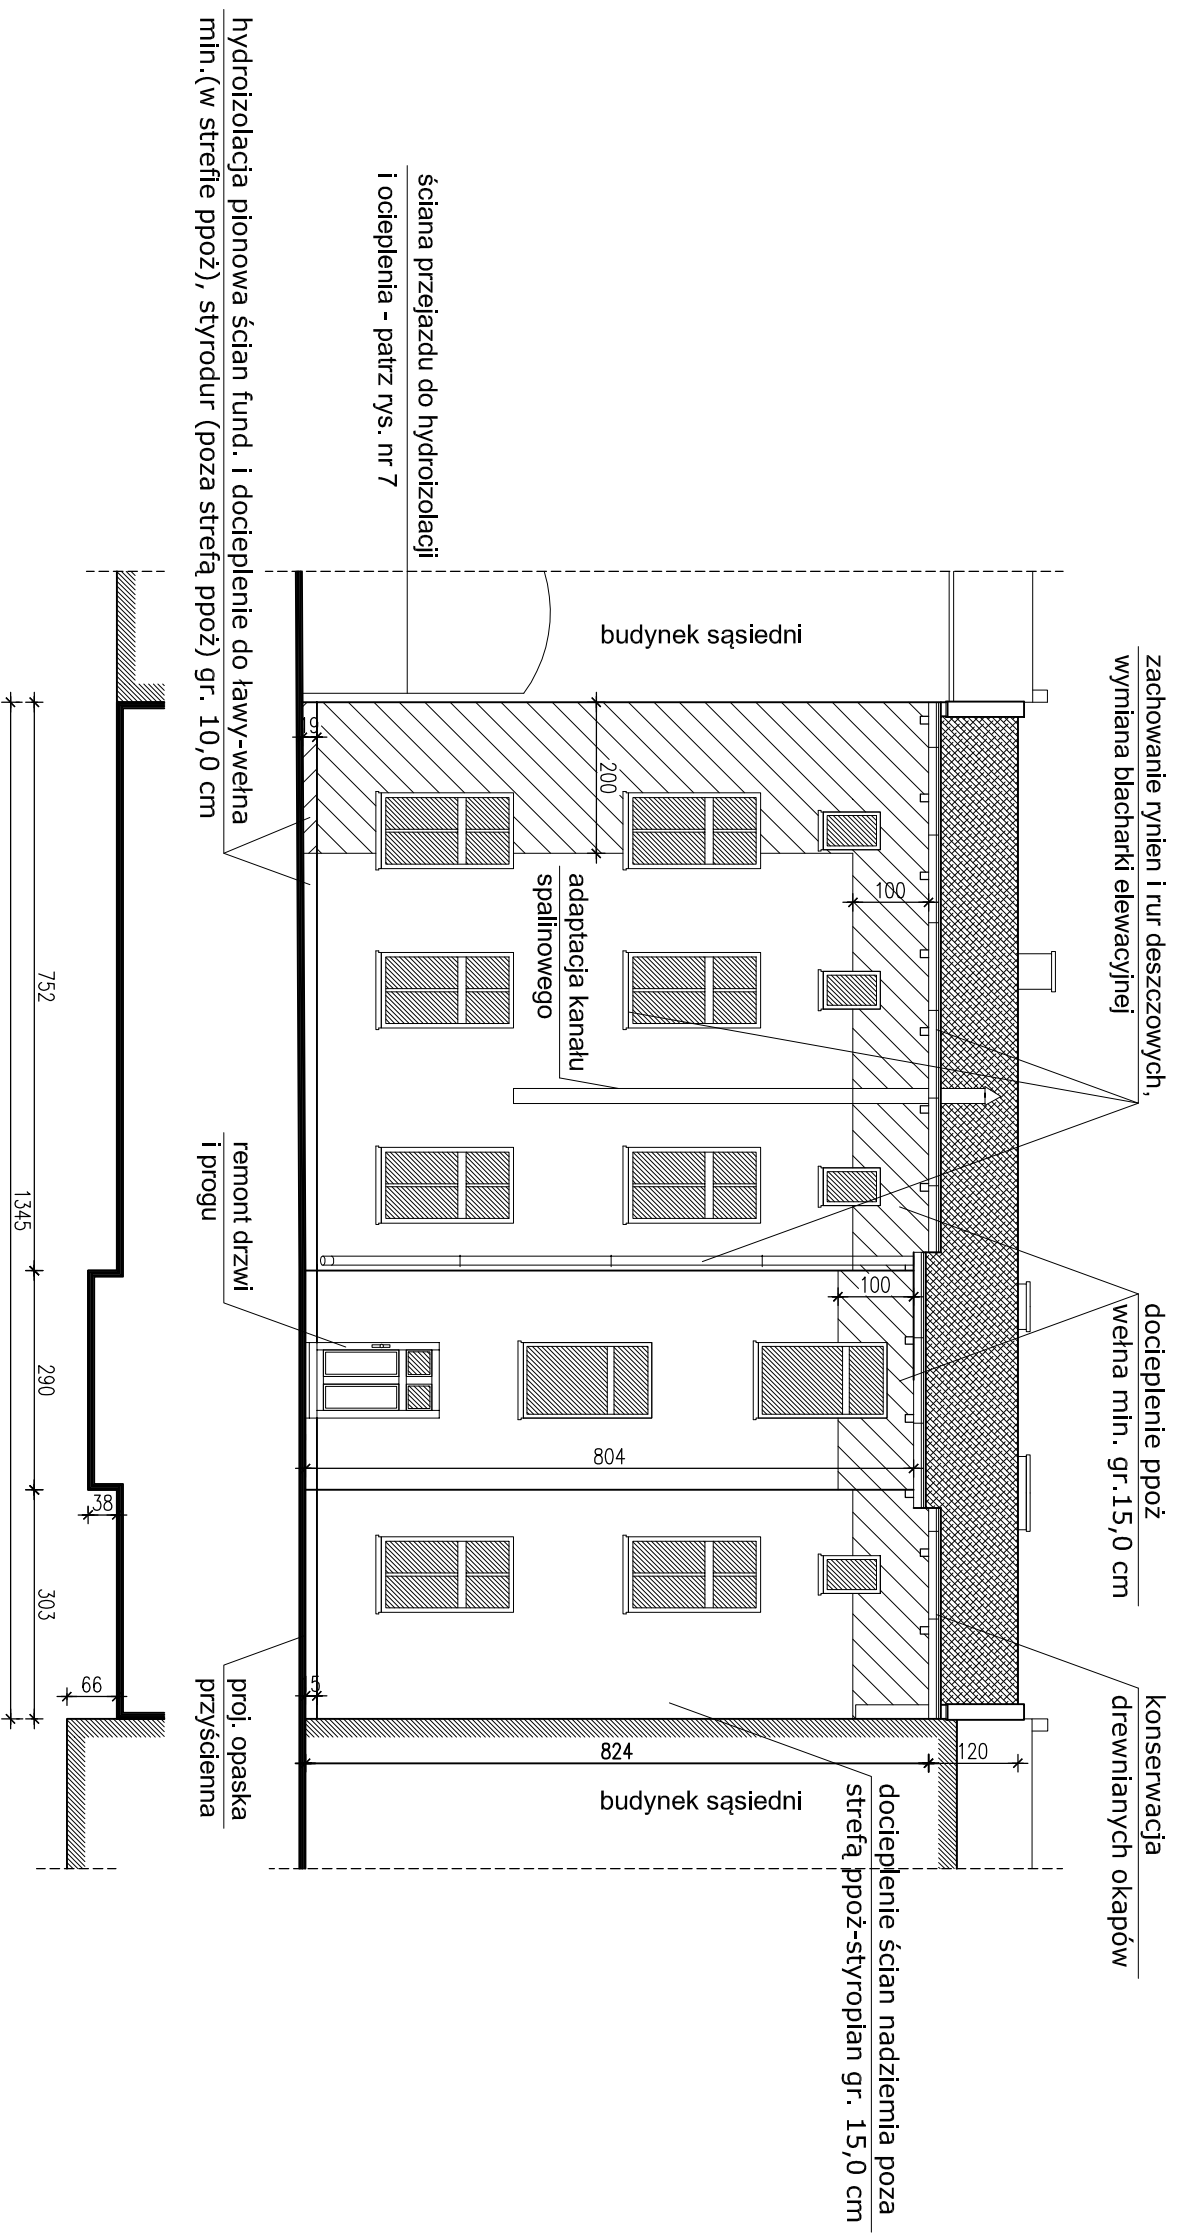 zachowanie rynien i rur deszczowych,
wymiana blacharki elewacyjnej
docieplenie ppoż
wełna min. gr.15,0 cm
konserwacja
drewnianych okapów
budynek sąsiedni
200
100
100
120
adaptacja kanału
spalinowego
804
824
budynek sąsiedni
docieplenie ścian nadziemia poza
strefą ppoż-styropian gr. 15,0 cm
ściana przejazdu do hydroizolacji
i ocieplenia - patrz rys. nr 7
19
15
hydroizolacja pionowa ścian fund. i docieplenie do ławy-wełna
min.(w strefie ppoż), styrodur (poza strefą ppoż) gr. 10,0 cm
remont drzwi
i progu
proj. opaska
przyścienna
38
66
752
290
303
1345